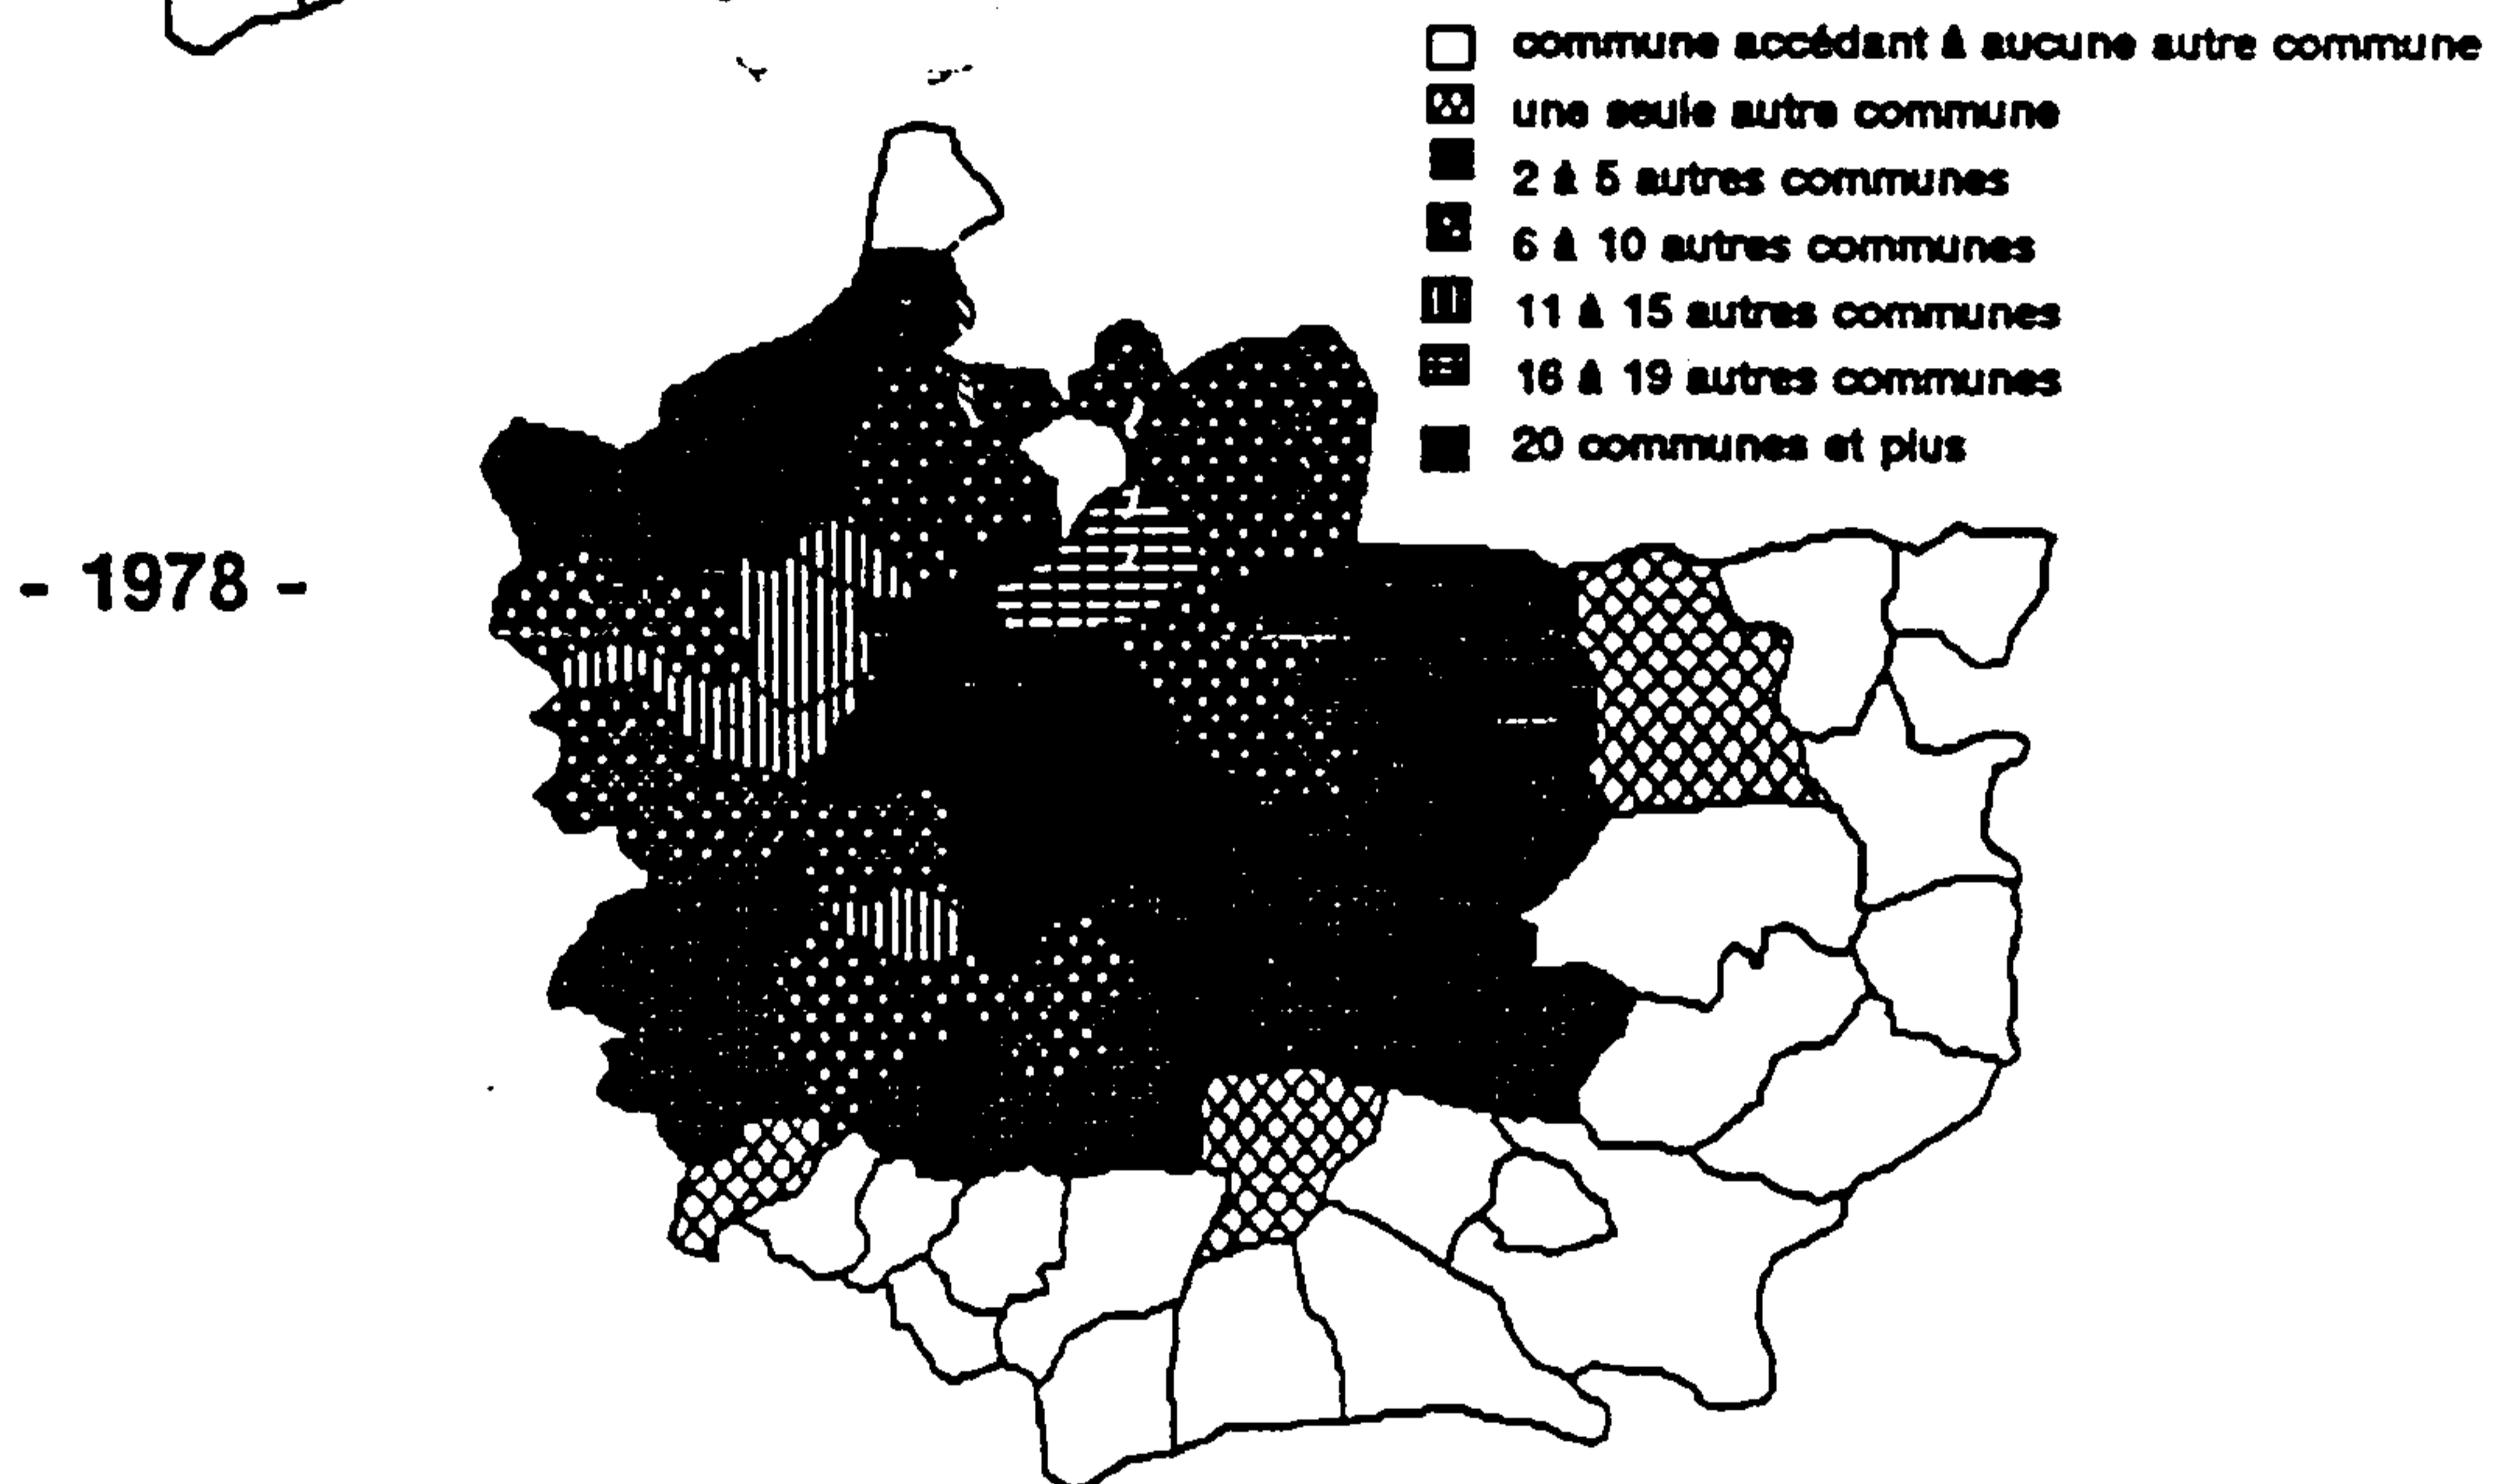 commune accédant à aucune autre commune
une seule autre commune
2 à 5 autres communes
6 à 10 autres communes
11 à 15 autres communes
16 à 19 autres communes
20 communes et plus
- 1978 -